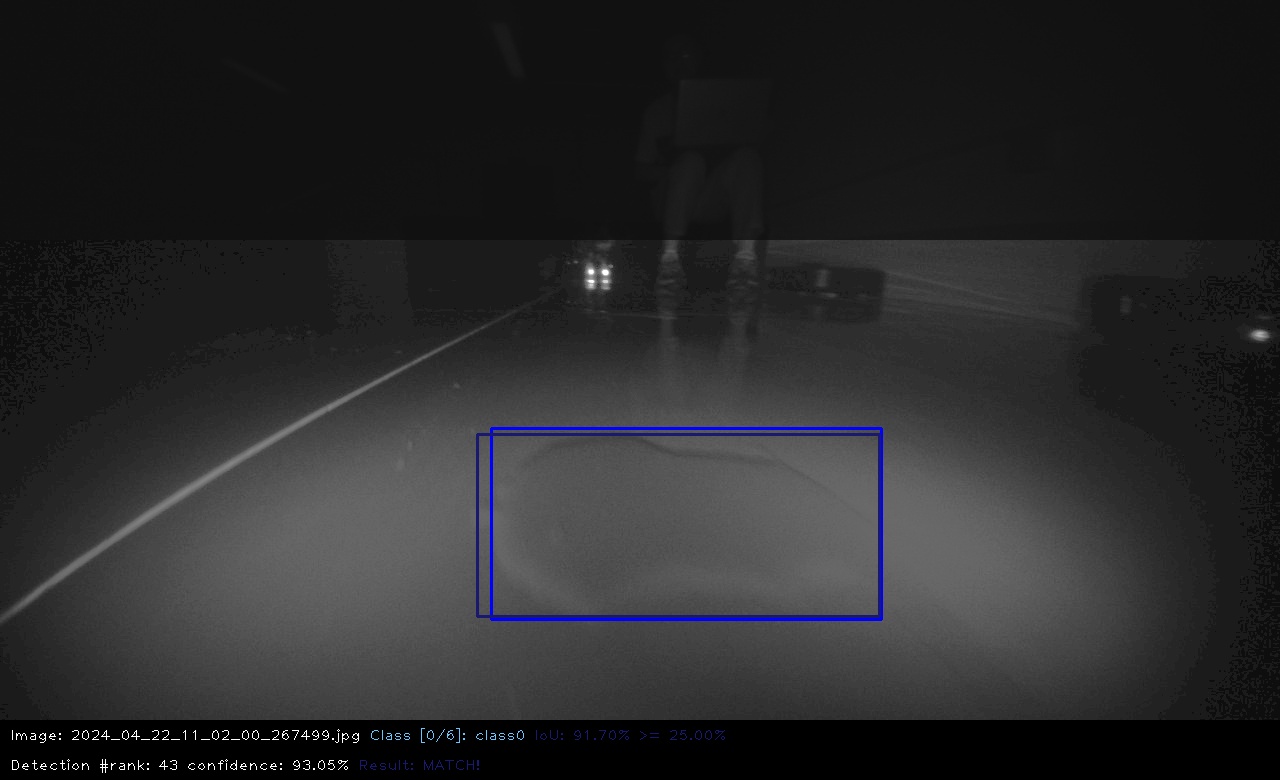 Image: 2024_04_22_11_02_00_267499.jpg Class [0/6]: class0 IoU: 91.70% >= 25.00%
Detection #rank: 43 confidence: 93.05% Result: MATCH!